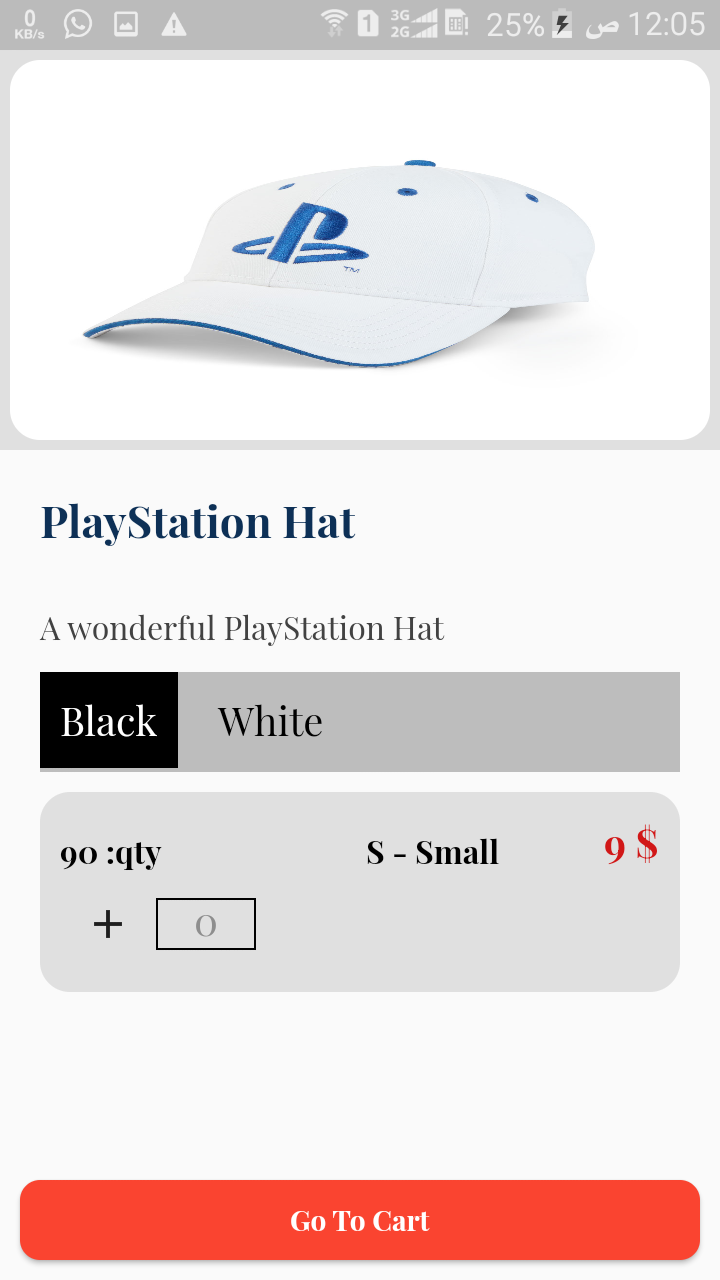 0 KB/s 1 3G 2G 25% ص 12:05
TM
PlayStation Hat
A wonderful PlayStation Hat
Black White
90 :qty S - Small 9 $
+ 0
Go To Cart